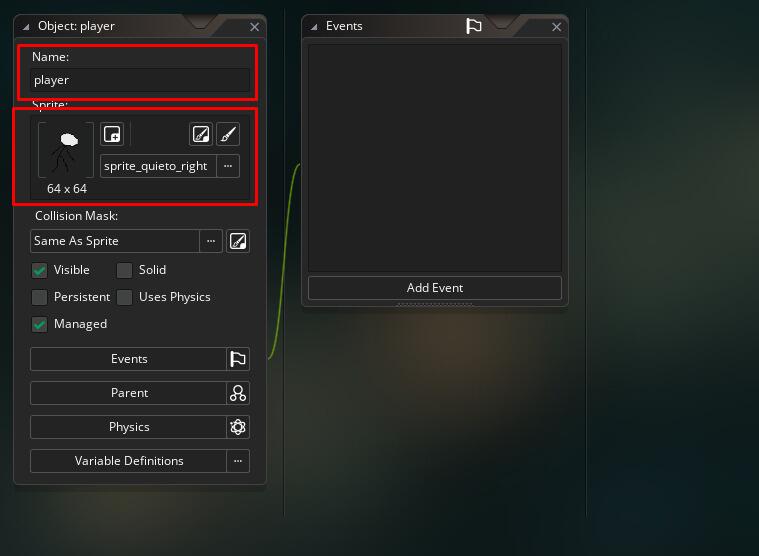 Object: player
Name:
player
Sprite:
sprite_quieto_right
64 x 64
Collision Mask:
Same As Sprite
Visible
Solid
Persistent
Uses Physics
Managed
Events
Parent
Physics
Variable Definitions
Events
Add Event